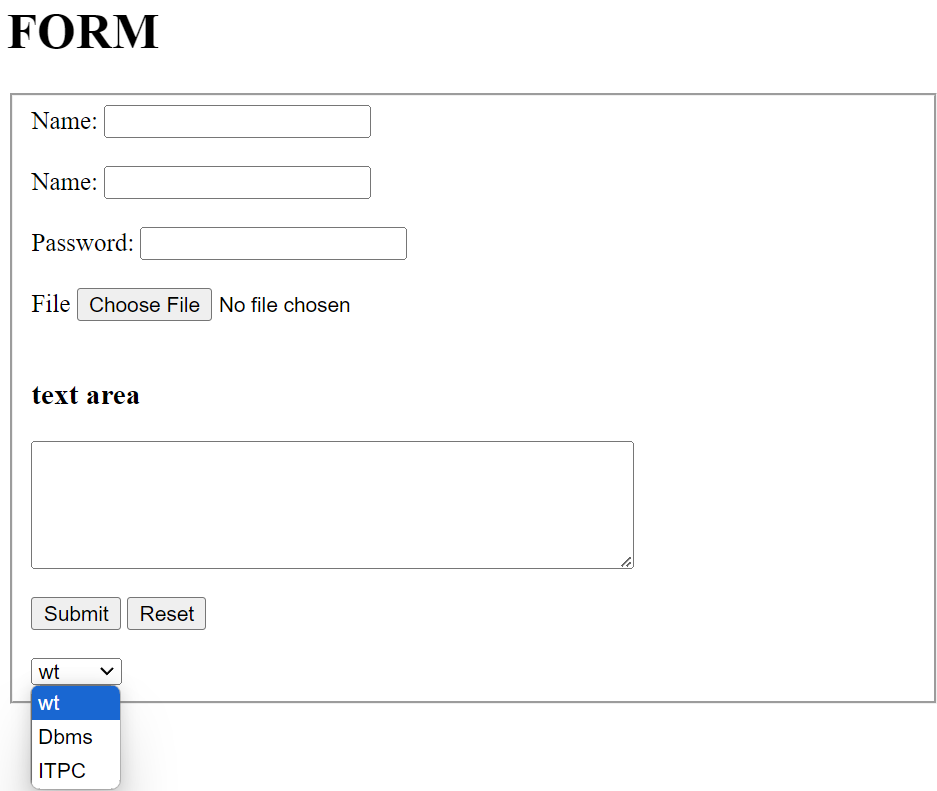 FORM
Name:
Name:
Password:
File Choose File No file chosen
text area
Submit Reset
wt
wt
Dbms
ITPC